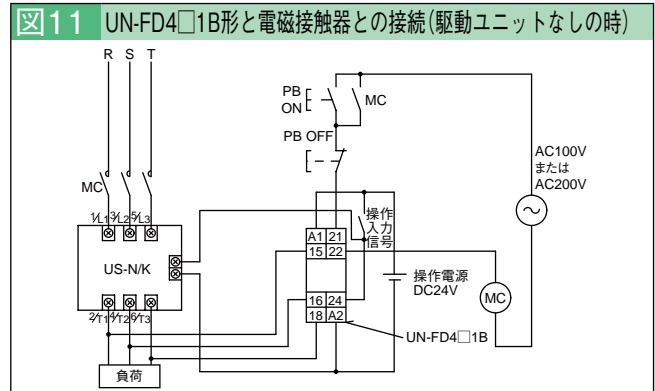 図11 UN-FD4□1B形と電磁接触器との接続(駆動ユニットなしの時)
R S T
PB
ON
MC
PB OFF
AC100V
または
AC200V
MC
1/L1 3/L2 5/L3
操作
入力
信号
A1 21
15 22
US-N/K
操作電源
DC24V
MC
16 24
18 A2
2/T1 4/T2 6/T3
UN-FD4□1B
負荷